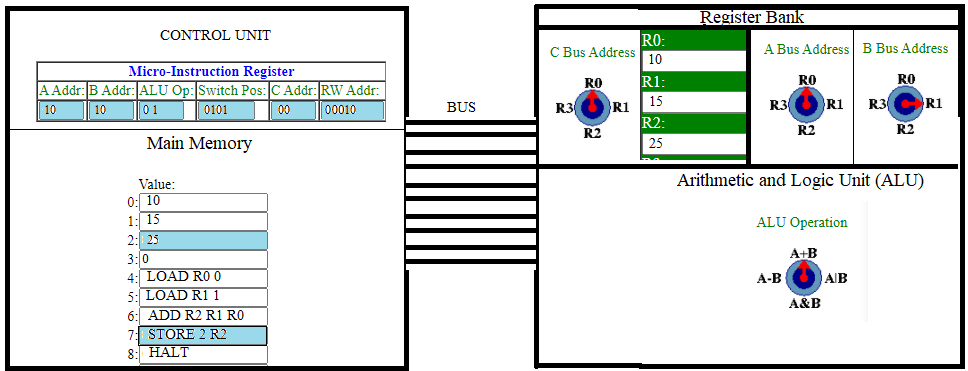 CONTROL UNIT
Micro-Instruction Register
A Addr: B Addr: ALU Op: Switch Pos: C Addr: RW Addr:
10 10 0 1 0101 00 00010
Main Memory
Value:
0: 10
1: 15
2: 25
3: 0
4: LOAD R0 0
5: LOAD R1 1
6: ADD R2 R1 R0
7: STORE 2 R2
8: HALT
BUS
Register Bank
C Bus Address
R0
R3 R1
R2
R0:
10
R1:
15
R2:
25
A Bus Address
R0
R3 R1
R2
B Bus Address
R0
R3 R1
R2
Arithmetic and Logic Unit (ALU)
ALU Operation
A+B
A-B A|B
A&B